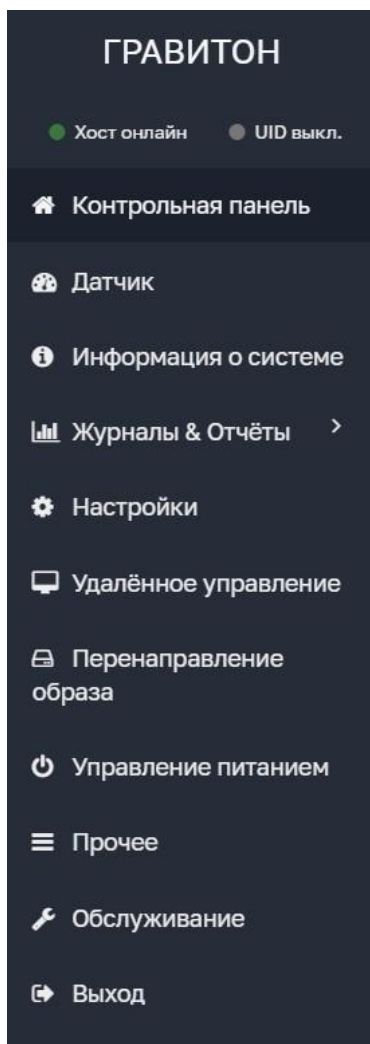 ГРАВИТОН
Хост онлайн UID выкл.
Контрольная панель
Датчик
Информация о системе
Журналы & Отчёты
Настройки
Удалённое управление
Перенаправление
образа
Управление питанием
Прочее
Обслуживание
Выход